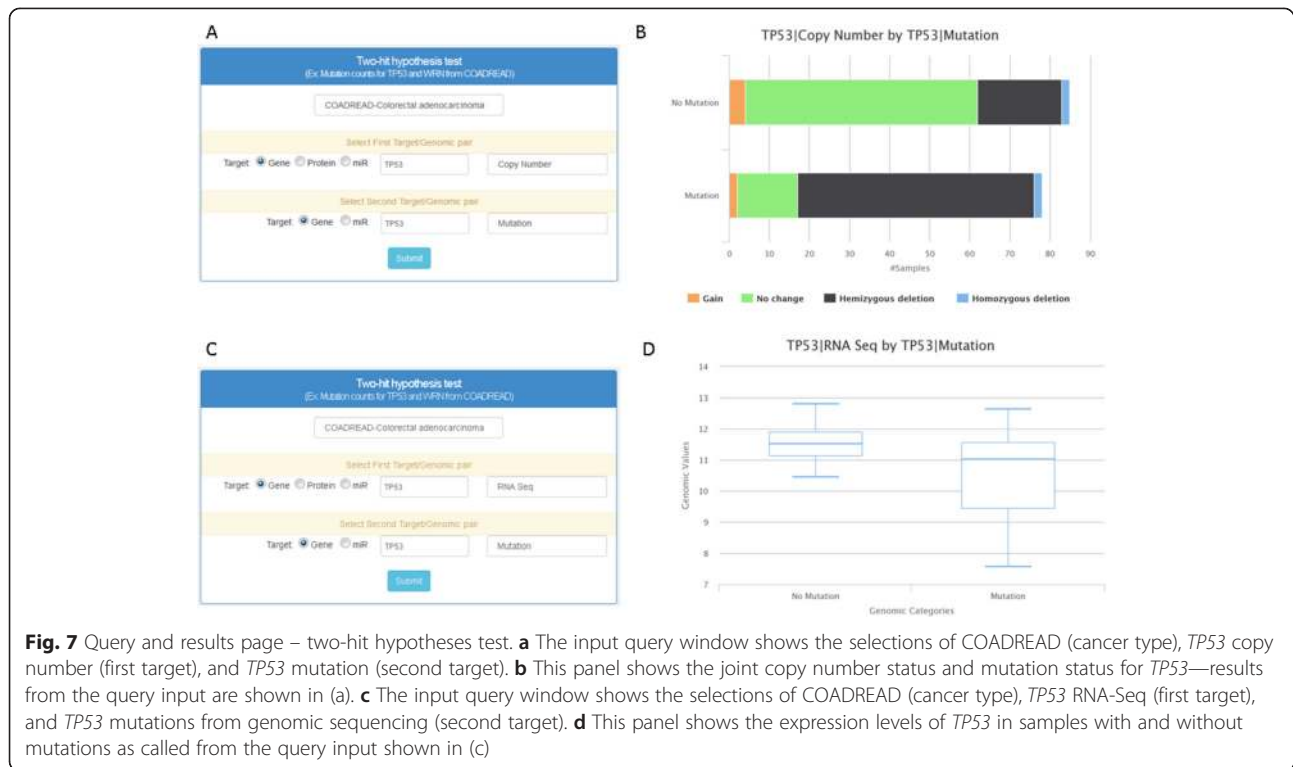 A
Two-hit hypothesis test
(Ex: Mutation counts for TP53 and WRN from COADREAD)
COADREAD-Colorectal adenocarcinoma
Select First Target/Genomic pair
Target: Gene Protein miR TP53 Copy Number
Select Second Target/Genomic pair
Target: Gene miR TP53 Mutation
Submit
B
TP53|Copy Number by TP53|Mutation
No Mutation
Mutation
0 10 20 30 40 50 60 70 80 90
#Samples
Gain No change Hemizygous deletion Homozygous deletion
C
Two-hit hypothesis test
(Ex: Mutation counts for TP53 and WRN from COADREAD)
COADREAD-Colorectal adenocarcinoma
Select First Target/Genomic pair
Target: Gene Protein miR TP53 RNA Seq
Select Second Target/Genomic pair
Target: Gene miR TP53 Mutation
Submit
D
TP53|RNA Seq by TP53|Mutation
Genomic Values
14
13
12
11
10
9
8
7
No Mutation Mutation
Genomic Categories
Fig. 7 Query and results page – two-hit hypotheses test. a The input query window shows the selections of COADREAD (cancer type), TP53 copy
number (first target), and TP53 mutation (second target). b This panel shows the joint copy number status and mutation status for TP53—results
from the query input are shown in (a). c The input query window shows the selections of COADREAD (cancer type), TP53 RNA-Seq (first target),
and TP53 mutations from genomic sequencing (second target). d This panel shows the expression levels of TP53 in samples with and without
mutations as called from the query input shown in (c)